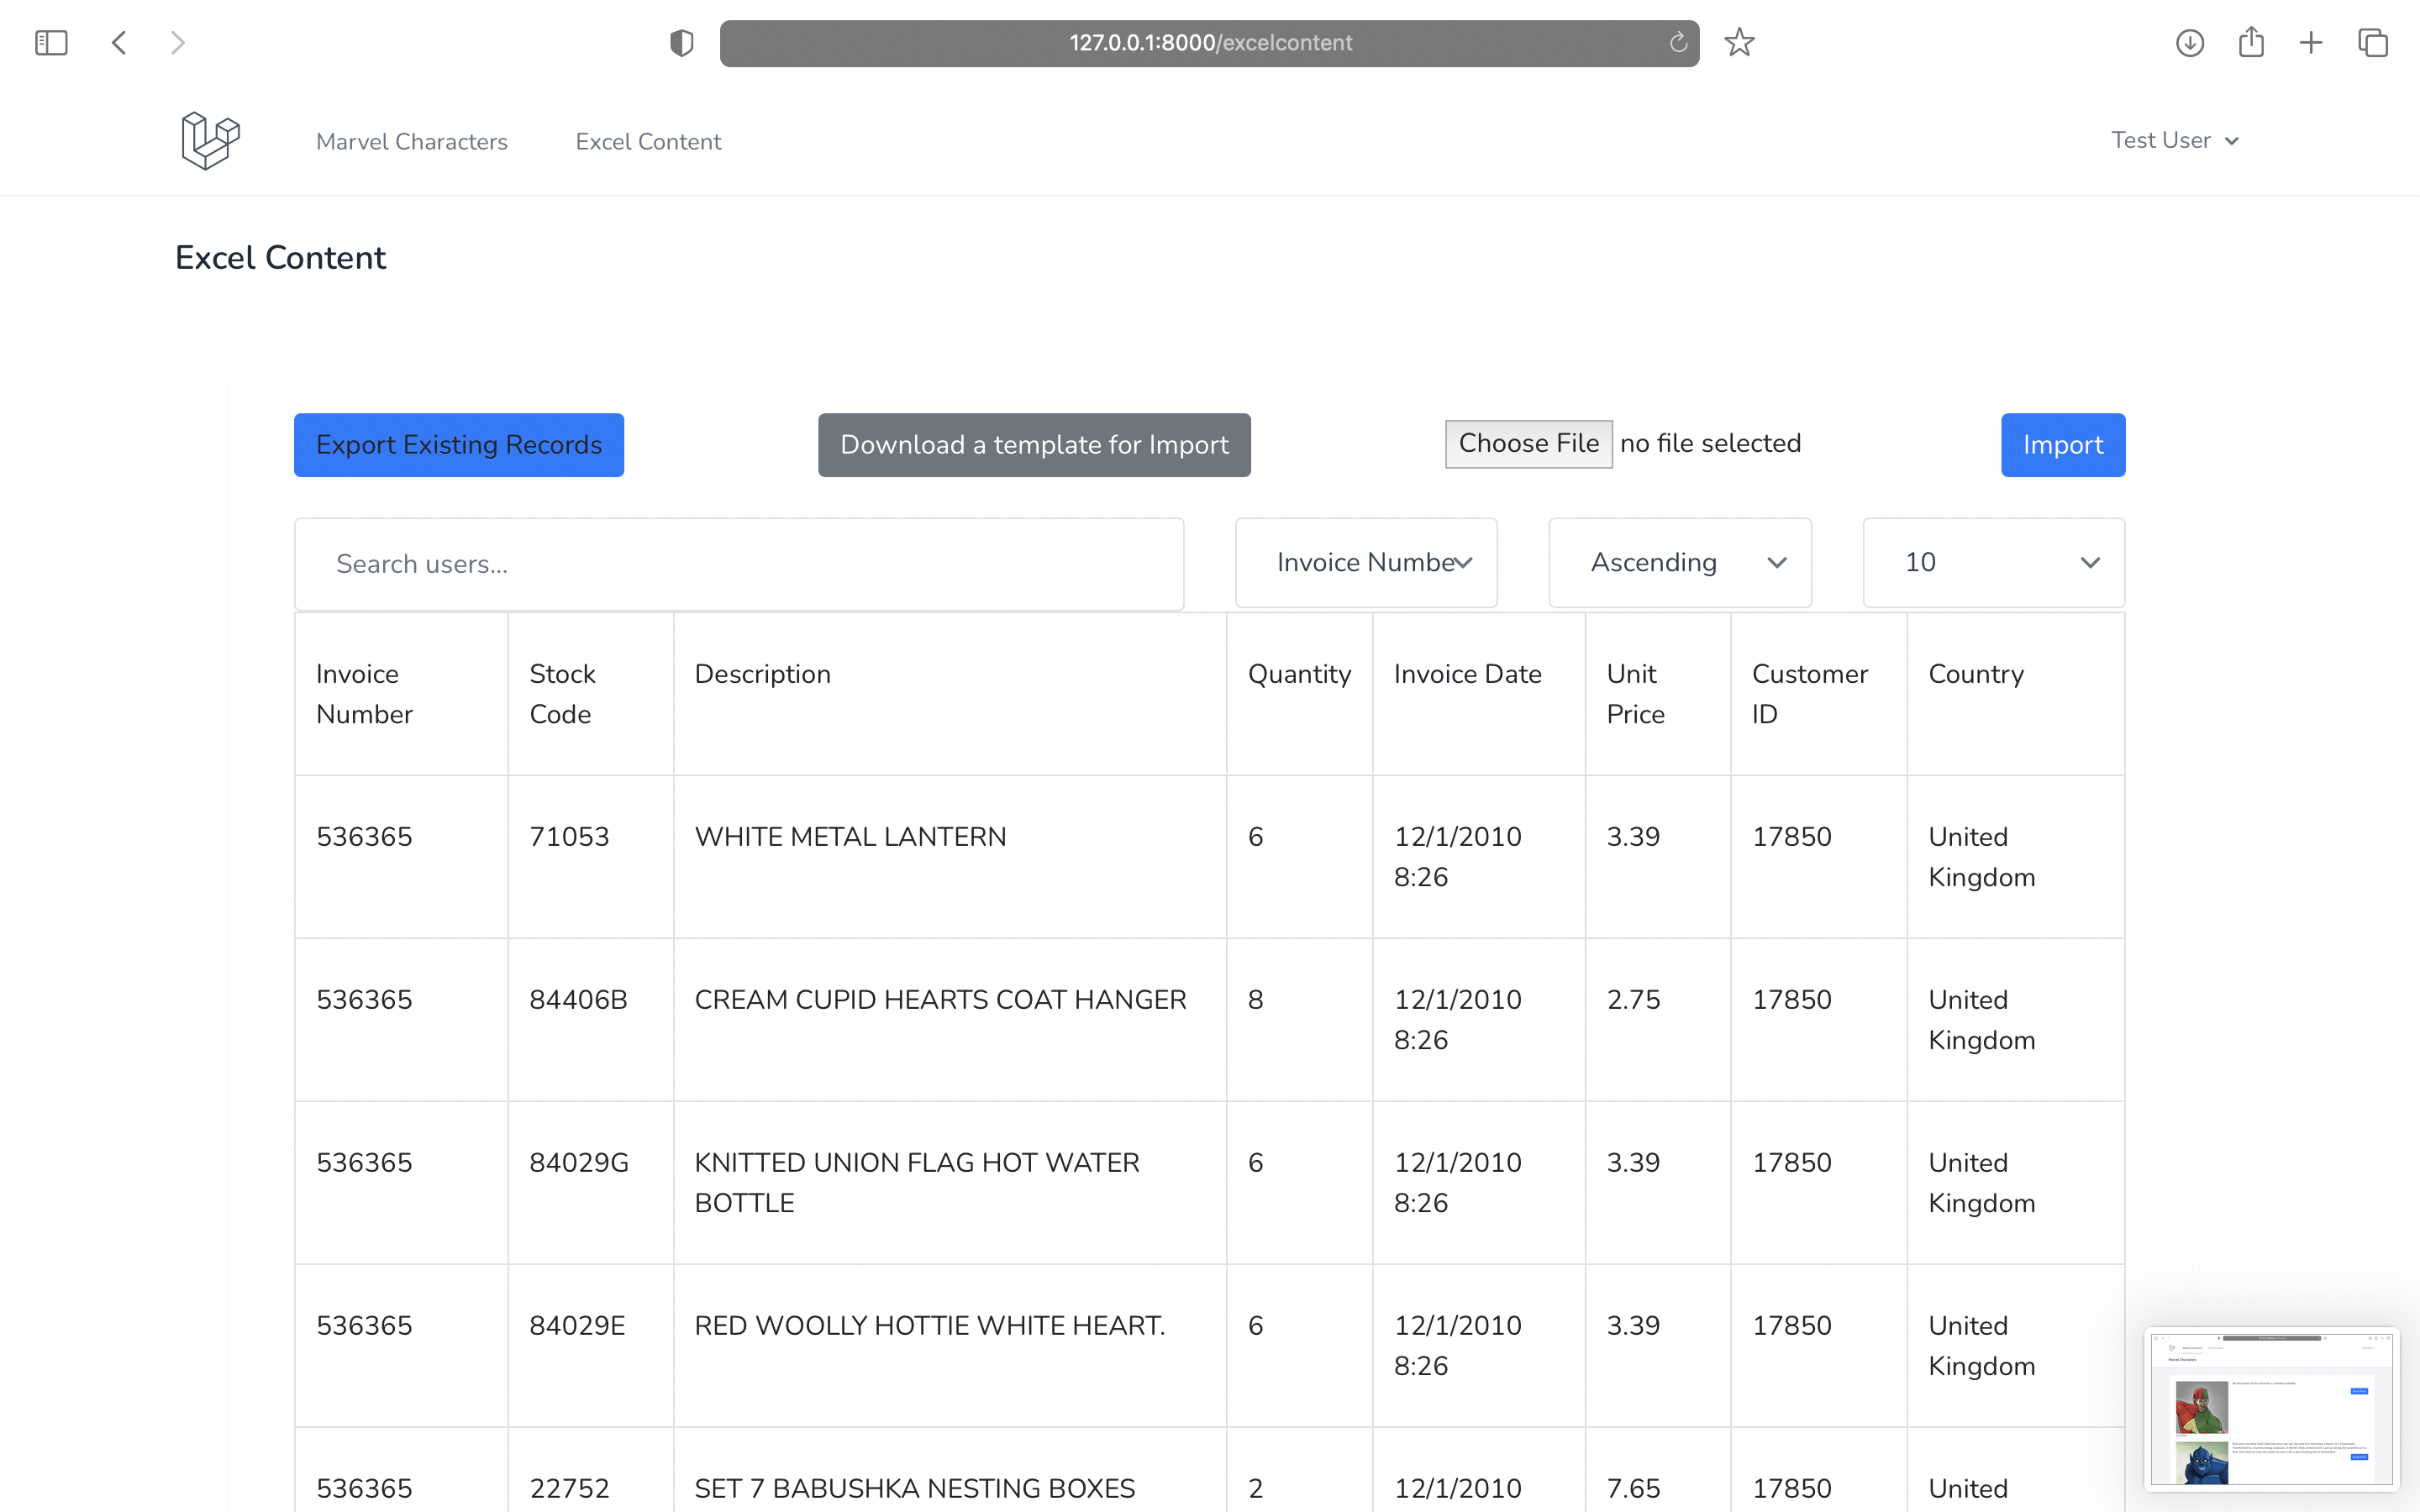 127.0.0.1:8000/excelcontent
Marvel Characters Excel Content Test User
Excel Content
Export Existing Records Download a template for Import Choose File no file selected Import
Search users... Invoice Numbe Ascending 10
Invoice Number Stock Code Description Quantity Invoice Date Unit Price Customer ID Country
536365 71053 WHITE METAL LANTERN 6 12/1/2010 8:26 3.39 17850 United Kingdom
536365 84406B CREAM CUPID HEARTS COAT HANGER 8 12/1/2010 8:26 2.75 17850 United Kingdom
536365 84029G KNITTED UNION FLAG HOT WATER BOTTLE 6 12/1/2010 8:26 3.39 17850 United Kingdom
536365 84029E RED WOOLLY HOTTIE WHITE HEART. 6 12/1/2010 8:26 3.39 17850 United Kingdom
536365 22752 SET 7 BABUSHKA NESTING BOXES 2 12/1/2010 7.65 17850 United